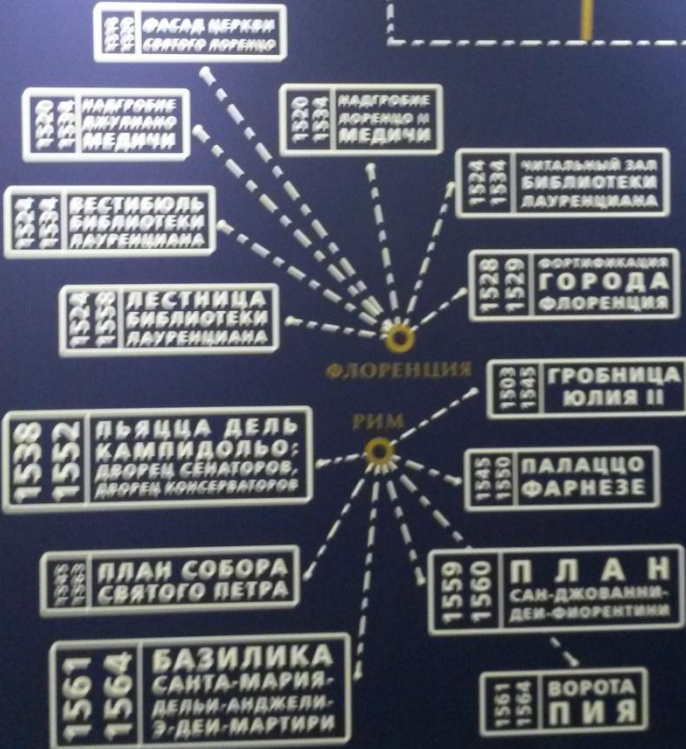 ФАСАД ЦЕРКВИ
СВЯТОГО ЛОРЕНЦО
1520
1534
НАДГРОБИЕ
ДЖУЛИАНО
МЕДИЧИ
1520
1534
НАДГРОБИЕ
ЛОРЕНЦО II
МЕДИЧИ
1524
1534
ЧИТАЛЬНЫЙ ЗАЛ
БИБЛИОТЕКИ
ЛАУРЕНЦИАНА
1524
1534
ВЕСТИБЮЛЬ
БИБЛИОТЕКИ
ЛАУРЕНЦИАНА
1528
1529
ФОРТИФИКАЦИЯ
ГОРОДА
ФЛОРЕНЦИЯ
1524
1558
ЛЕСТНИЦА
БИБЛИОТЕКИ
ЛАУРЕНЦИАНА
ФЛОРЕНЦИЯ
1503
1545
ГРОБНИЦА
ЮЛИЯ II
РИМ
1538
1552
ПЬЯЦЦА ДЕЛЬ
КАМПИДОЛЬО;
ДВОРЕЦ СЕНАТОРОВ,
ДВОРЕЦ КОНСЕРВАТОРОВ
1545
1550
ПАЛАЦЦО
ФАРНЕЗЕ
1545
1563
ПЛАН СОБОРА
СВЯТОГО ПЕТРА
1559
1560
ПЛАН
САН-ДЖОВАННИ-
ДЕИ-ФИОРЕНТИНИ
1561
1564
БАЗИЛИКА
САНТА-МАРИЯ-
ДЕЛЬИ-АНДЖЕЛИ-
Э-ДЕИ-МАРТИРИ
1561
1564
ВОРОТА
ПИЯ